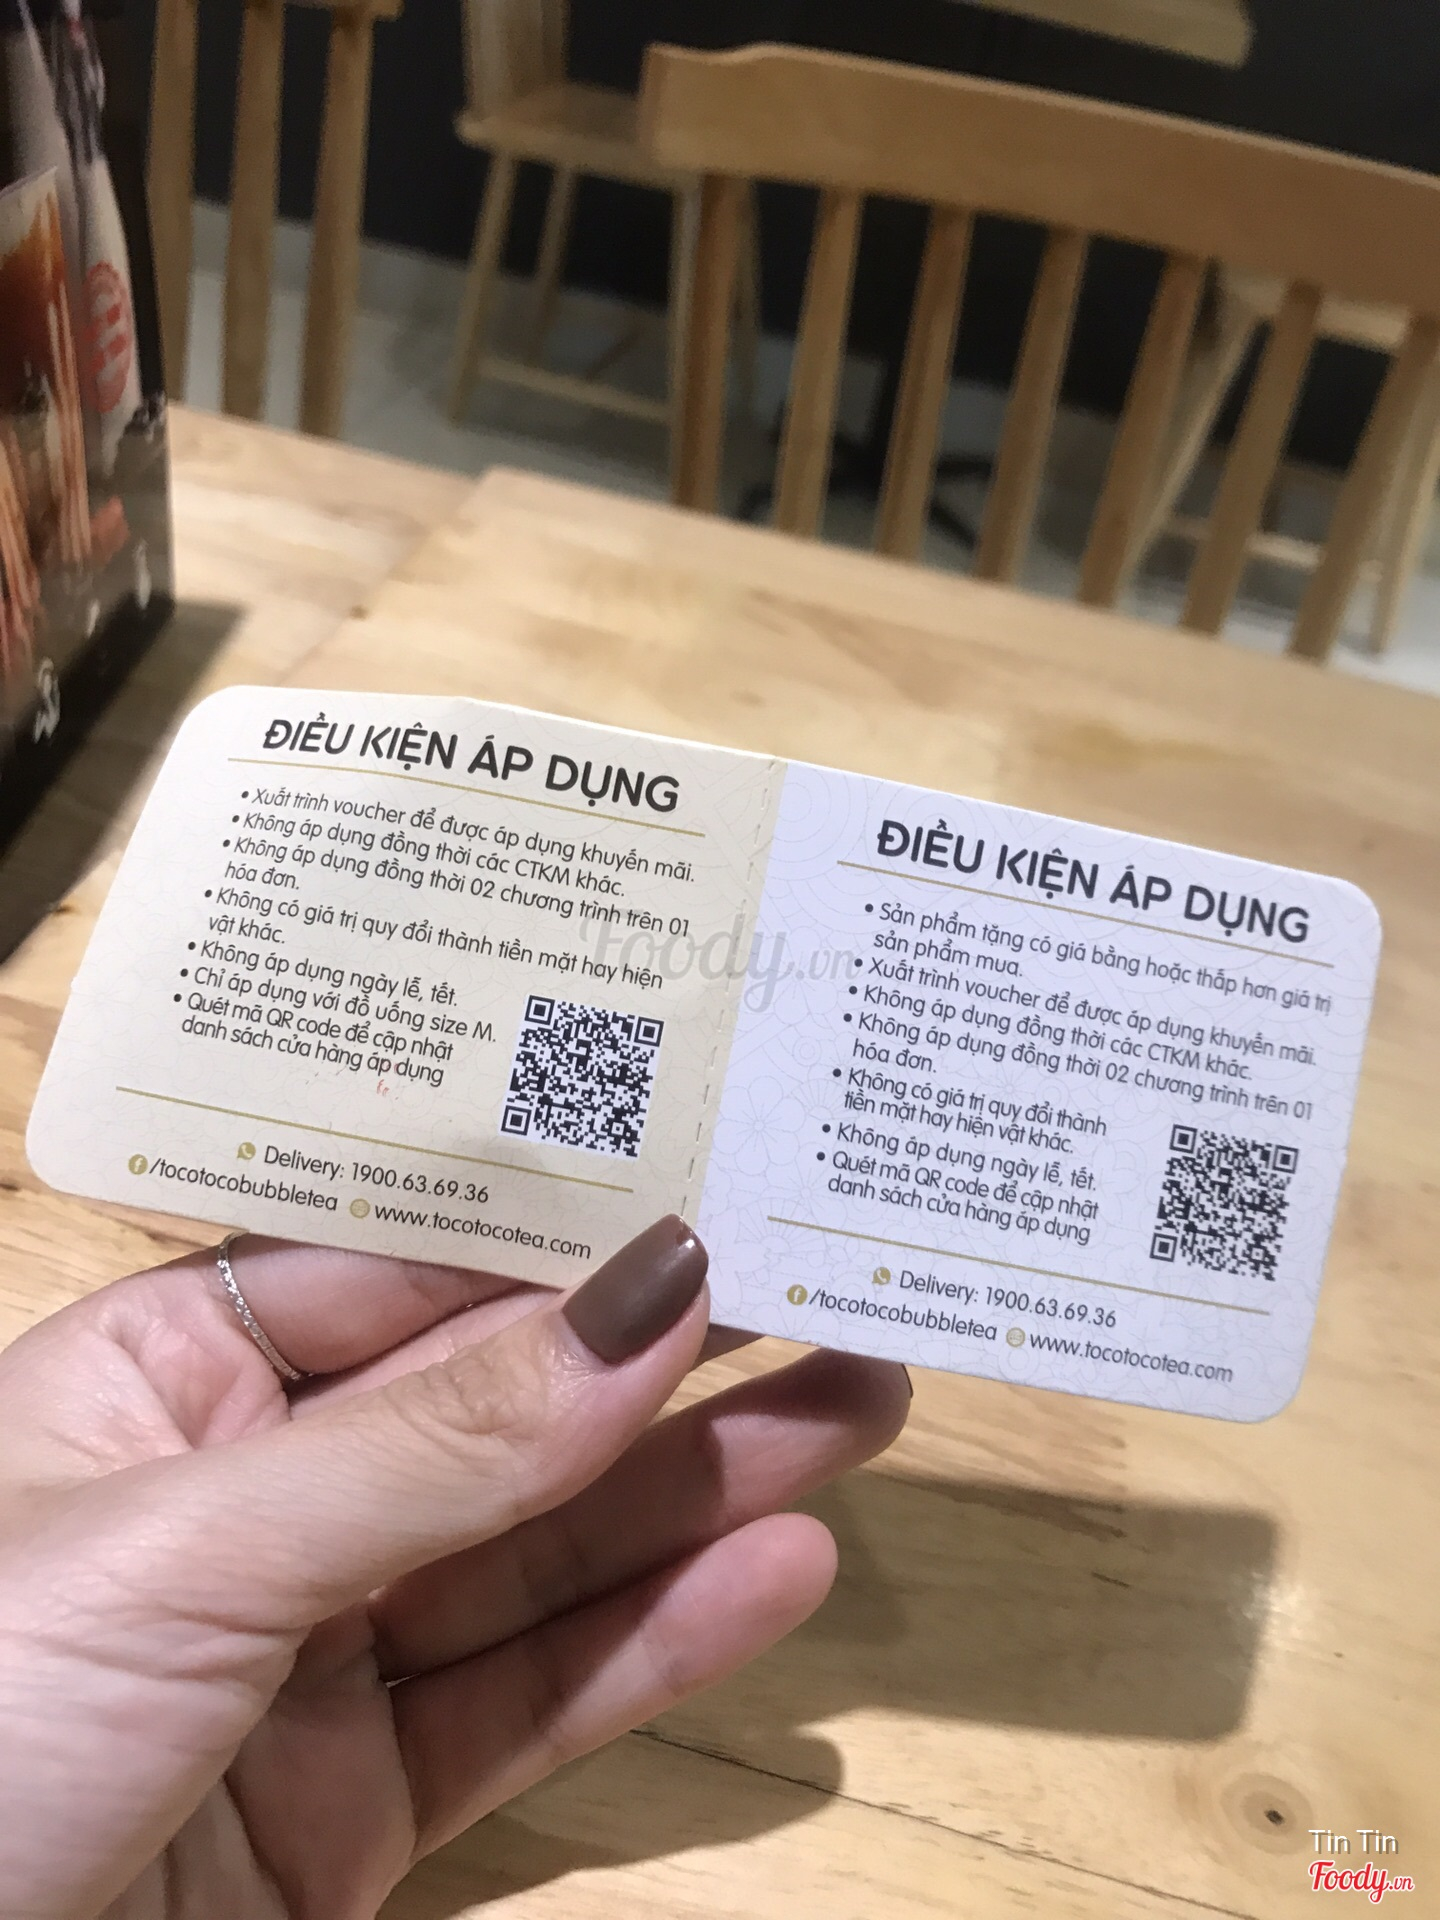 ĐIỀU KIỆN ÁP DỤNG
• Xuất trình voucher để được áp dụng khuyến mãi.
• Không áp dụng đồng thời các CTKM khác.
• Không áp dụng đồng thời 02 chương trình trên 01
hóa đơn.
• Không có giá trị quy đổi thành tiền mặt hay hiện
vật khác.
• Không áp dụng ngày lễ, tết.
• Chỉ áp dụng với đồ uống size M.
• Quét mã QR code để cập nhật
danh sách cửa hàng áp dụng
Delivery: 1900.63.69.36
/tocotocobubbletea www.tocotocotea.com
ĐIỀU KIỆN ÁP DỤNG
• Sản phẩm tặng có giá bằng hoặc thấp hơn giá trị
sản phẩm mua.
• Xuất trình voucher để được áp dụng khuyến mãi.
• Không áp dụng đồng thời các CTKM khác.
• Không áp dụng đồng thời 02 chương trình trên 01
hóa đơn.
• Không có giá trị quy đổi thành
tiền mặt hay hiện vật khác.
• Không áp dụng ngày lễ, tết.
• Quét mã QR code để cập nhật
danh sách cửa hàng áp dụng
Delivery: 1900.63.69.36
/tocotocobubbletea www.tocotocotea.com
Foody.vn
Tin Tin
Foody.vn